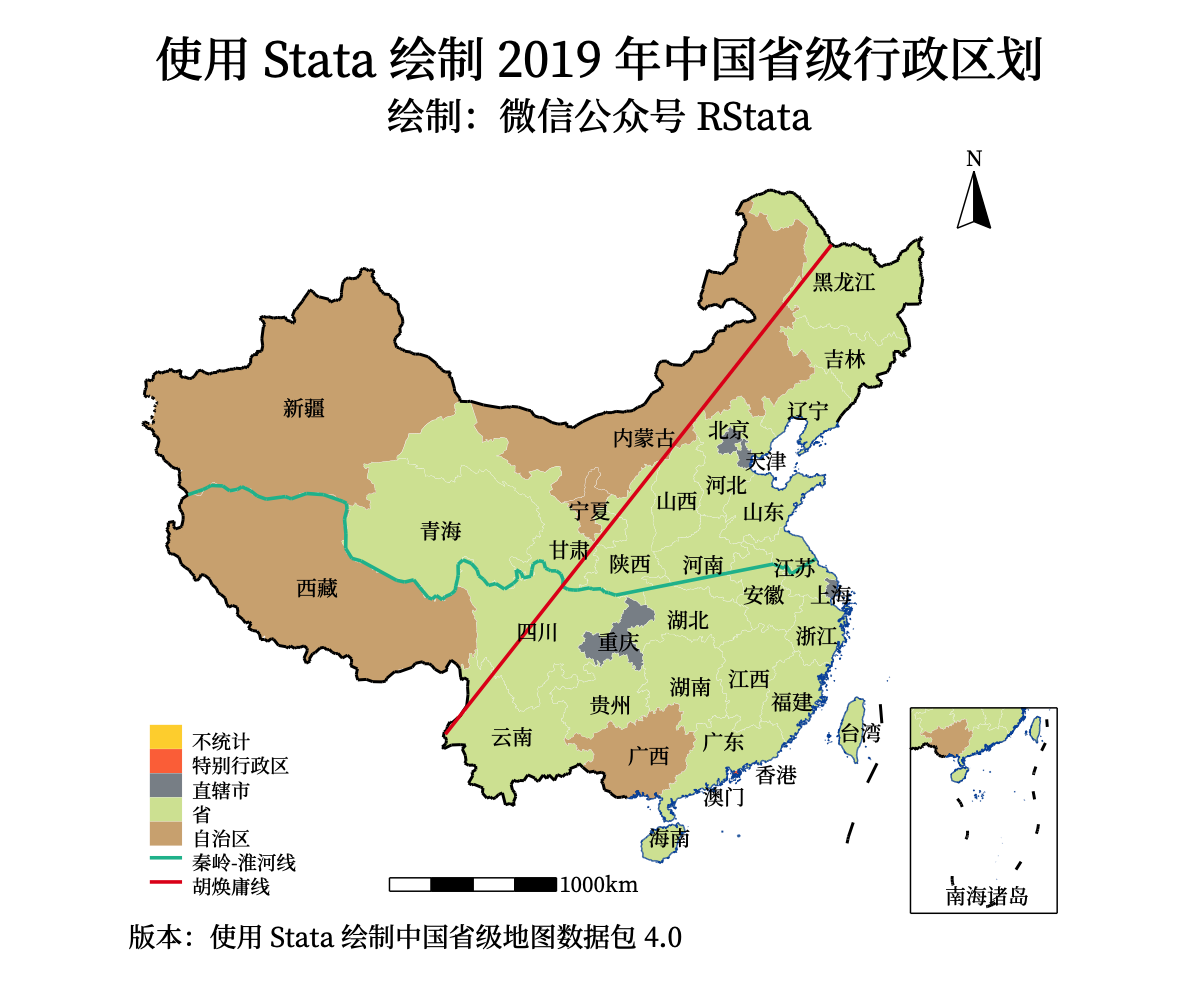 使用 Stata 绘制 2019 年中国省级行政区划
绘制：微信公众号 RStata
N
黑龙江
吉林
辽宁
新疆
内蒙古
北京
天津
河北
山西
宁夏
山东
青海
甘肃
陕西
河南
江苏
西藏
安徽
上海
湖北
四川
重庆
浙江
江西
湖南
福建
贵州
云南
台湾
广东
广西
香港
澳门
海南
不统计
特别行政区
直辖市
省
自治区
秦岭-淮河线
胡焕庸线
1000km
南海诸岛
版本：使用 Stata 绘制中国省级地图数据包 4.0